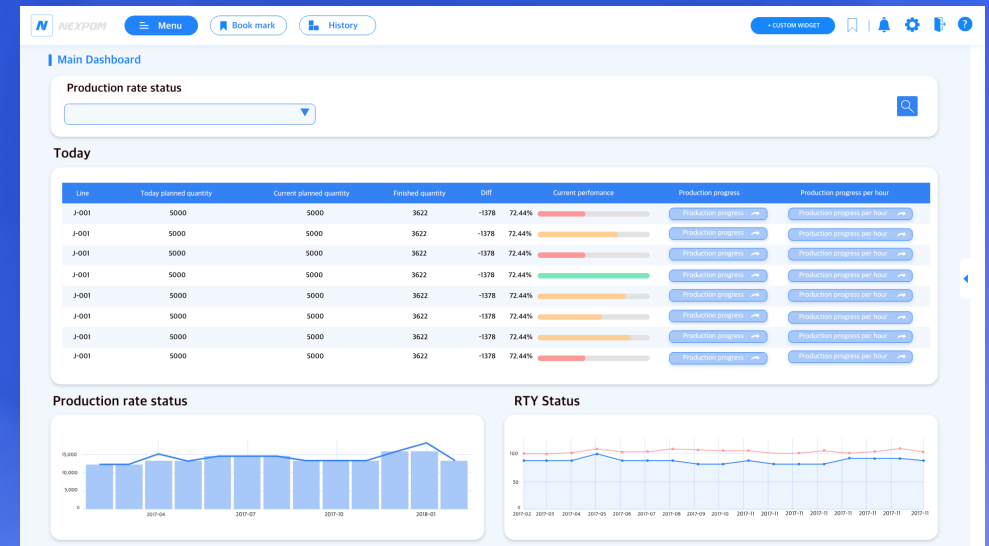 N NEXPOM Menu Book mark History + CUSTOM WIDGET ?
Main Dashboard
Production rate status
Today
Line Today planned quantity Current planned quantity Finished quantity Diff Current perfomance Production progress Production progress per hour
J-001 5000 5000 3622 -1378 72.44% Production progress Production progress per hour
J-001 5000 5000 3622 -1378 72.44% Production progress Production progress per hour
J-001 5000 5000 3622 -1378 72.44% Production progress Production progress per hour
J-001 5000 5000 3622 -1378 72.44% Production progress Production progress per hour
J-001 5000 5000 3622 -1378 72.44% Production progress Production progress per hour
J-001 5000 5000 3622 -1378 72.44% Production progress Production progress per hour
J-001 5000 5000 3622 -1378 72.44% Production progress Production progress per hour
J-001 5000 5000 3622 -1378 72.44% Production progress Production progress per hour
Production rate status
15,000
10,000
5,000
0
2017-04 2017-07 2017-10 2018-01
RTY Status
100
50
0
2017-02 2017-03 2017-04 2017-05 2017-06 2017-07 2017-08 2017-09 2017-10 2017-11 2017-11 2017-11 2017-11 2017-11 2017-11 2017-11 2017-11